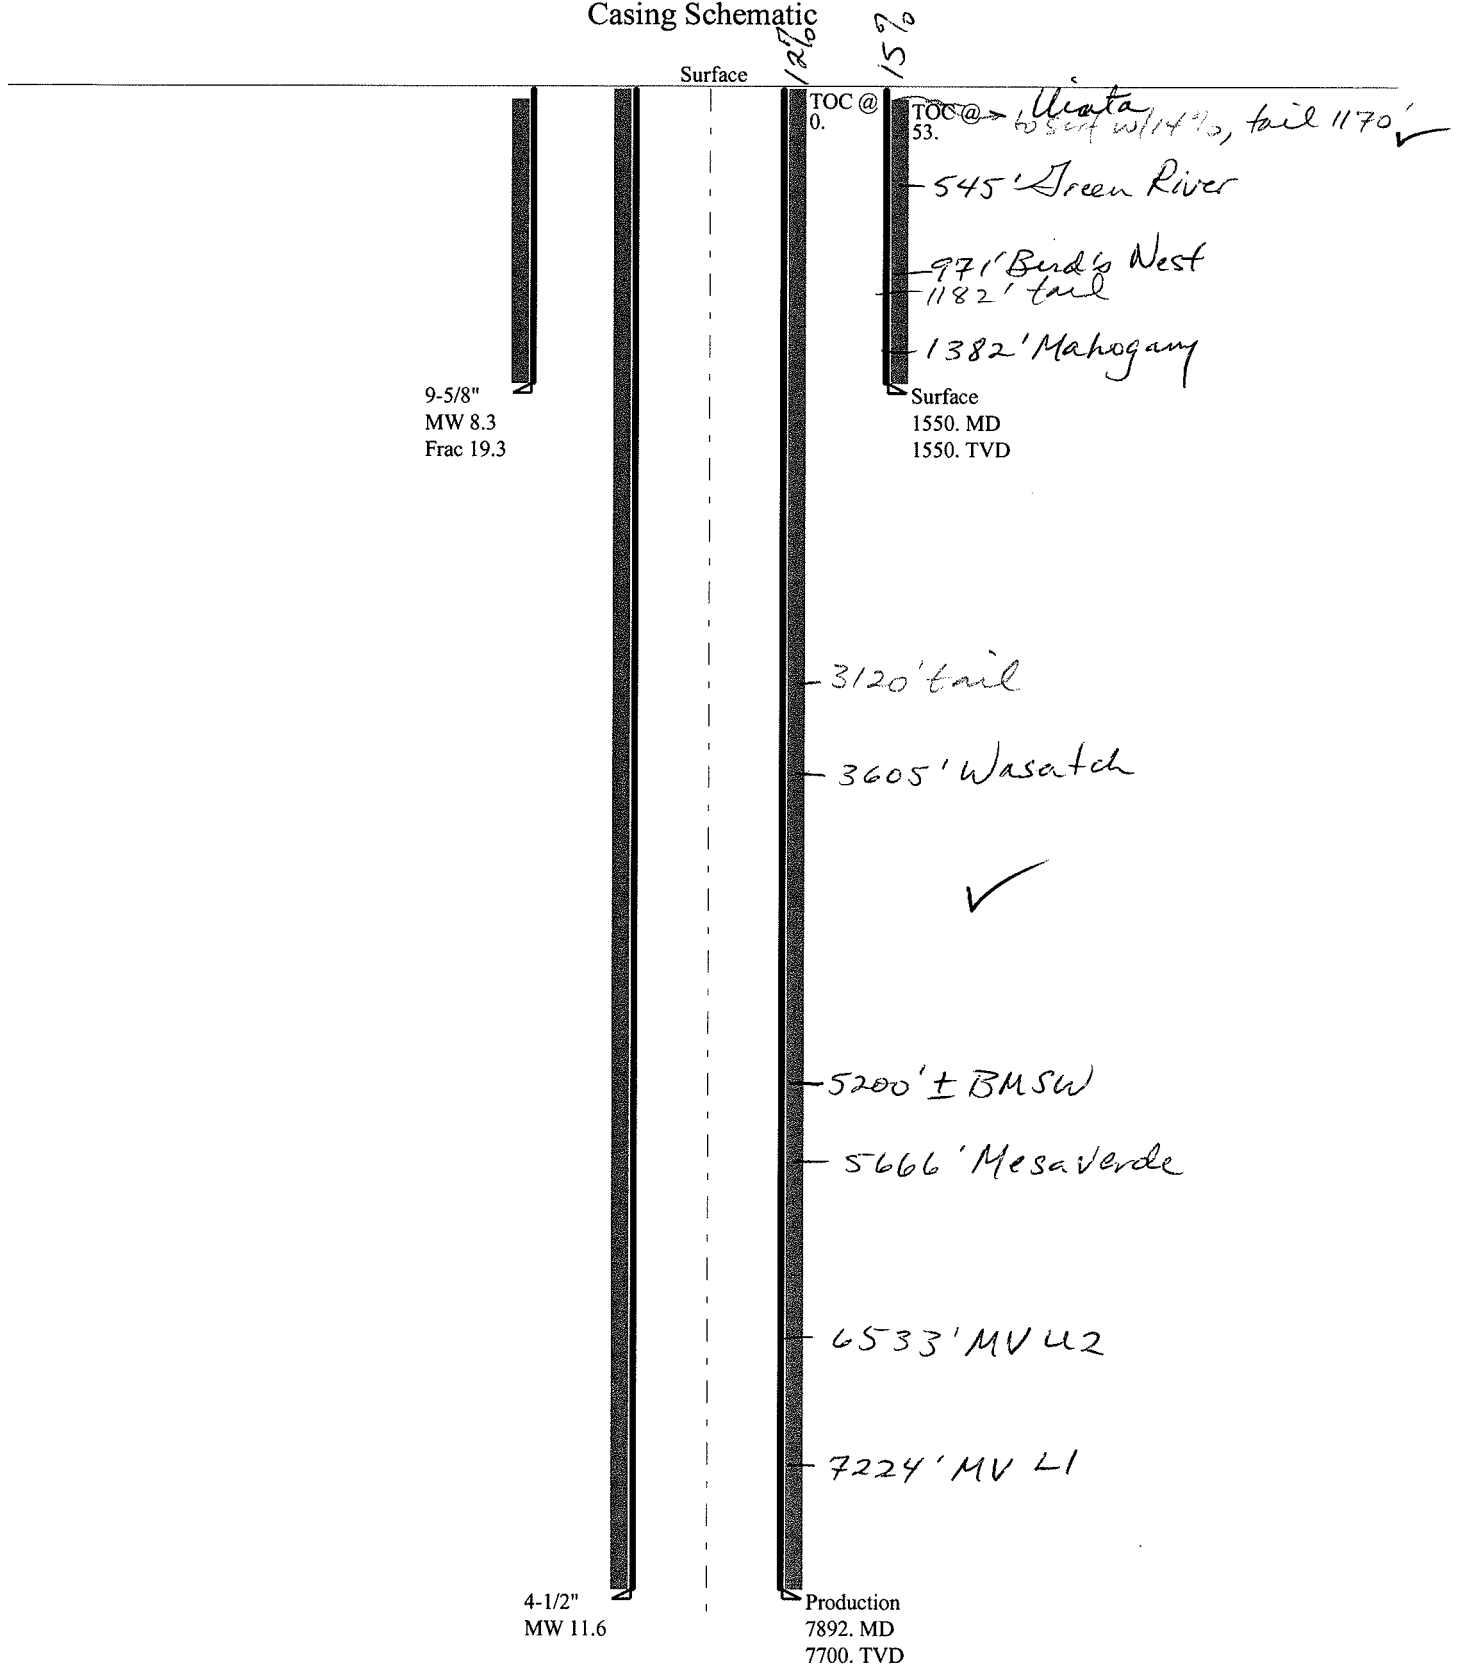 Casing Schematic
12%
15%
Surface
TOC @
0.
TOC @
53.
Uinta
to surf w/14%, tail 1170'
545' Green River
971' Bird's Nest
1182' tail
1382' Mahogany
9-5/8"
MW 8.3
Frac 19.3
Surface
1550. MD
1550. TVD
3120' tail
3605' Wasatch
5200' ± BMSW
5666' Mesaverde
6533' MV U2
7224' MV L1
4-1/2"
MW 11.6
Production
7892. MD
7700. TVD